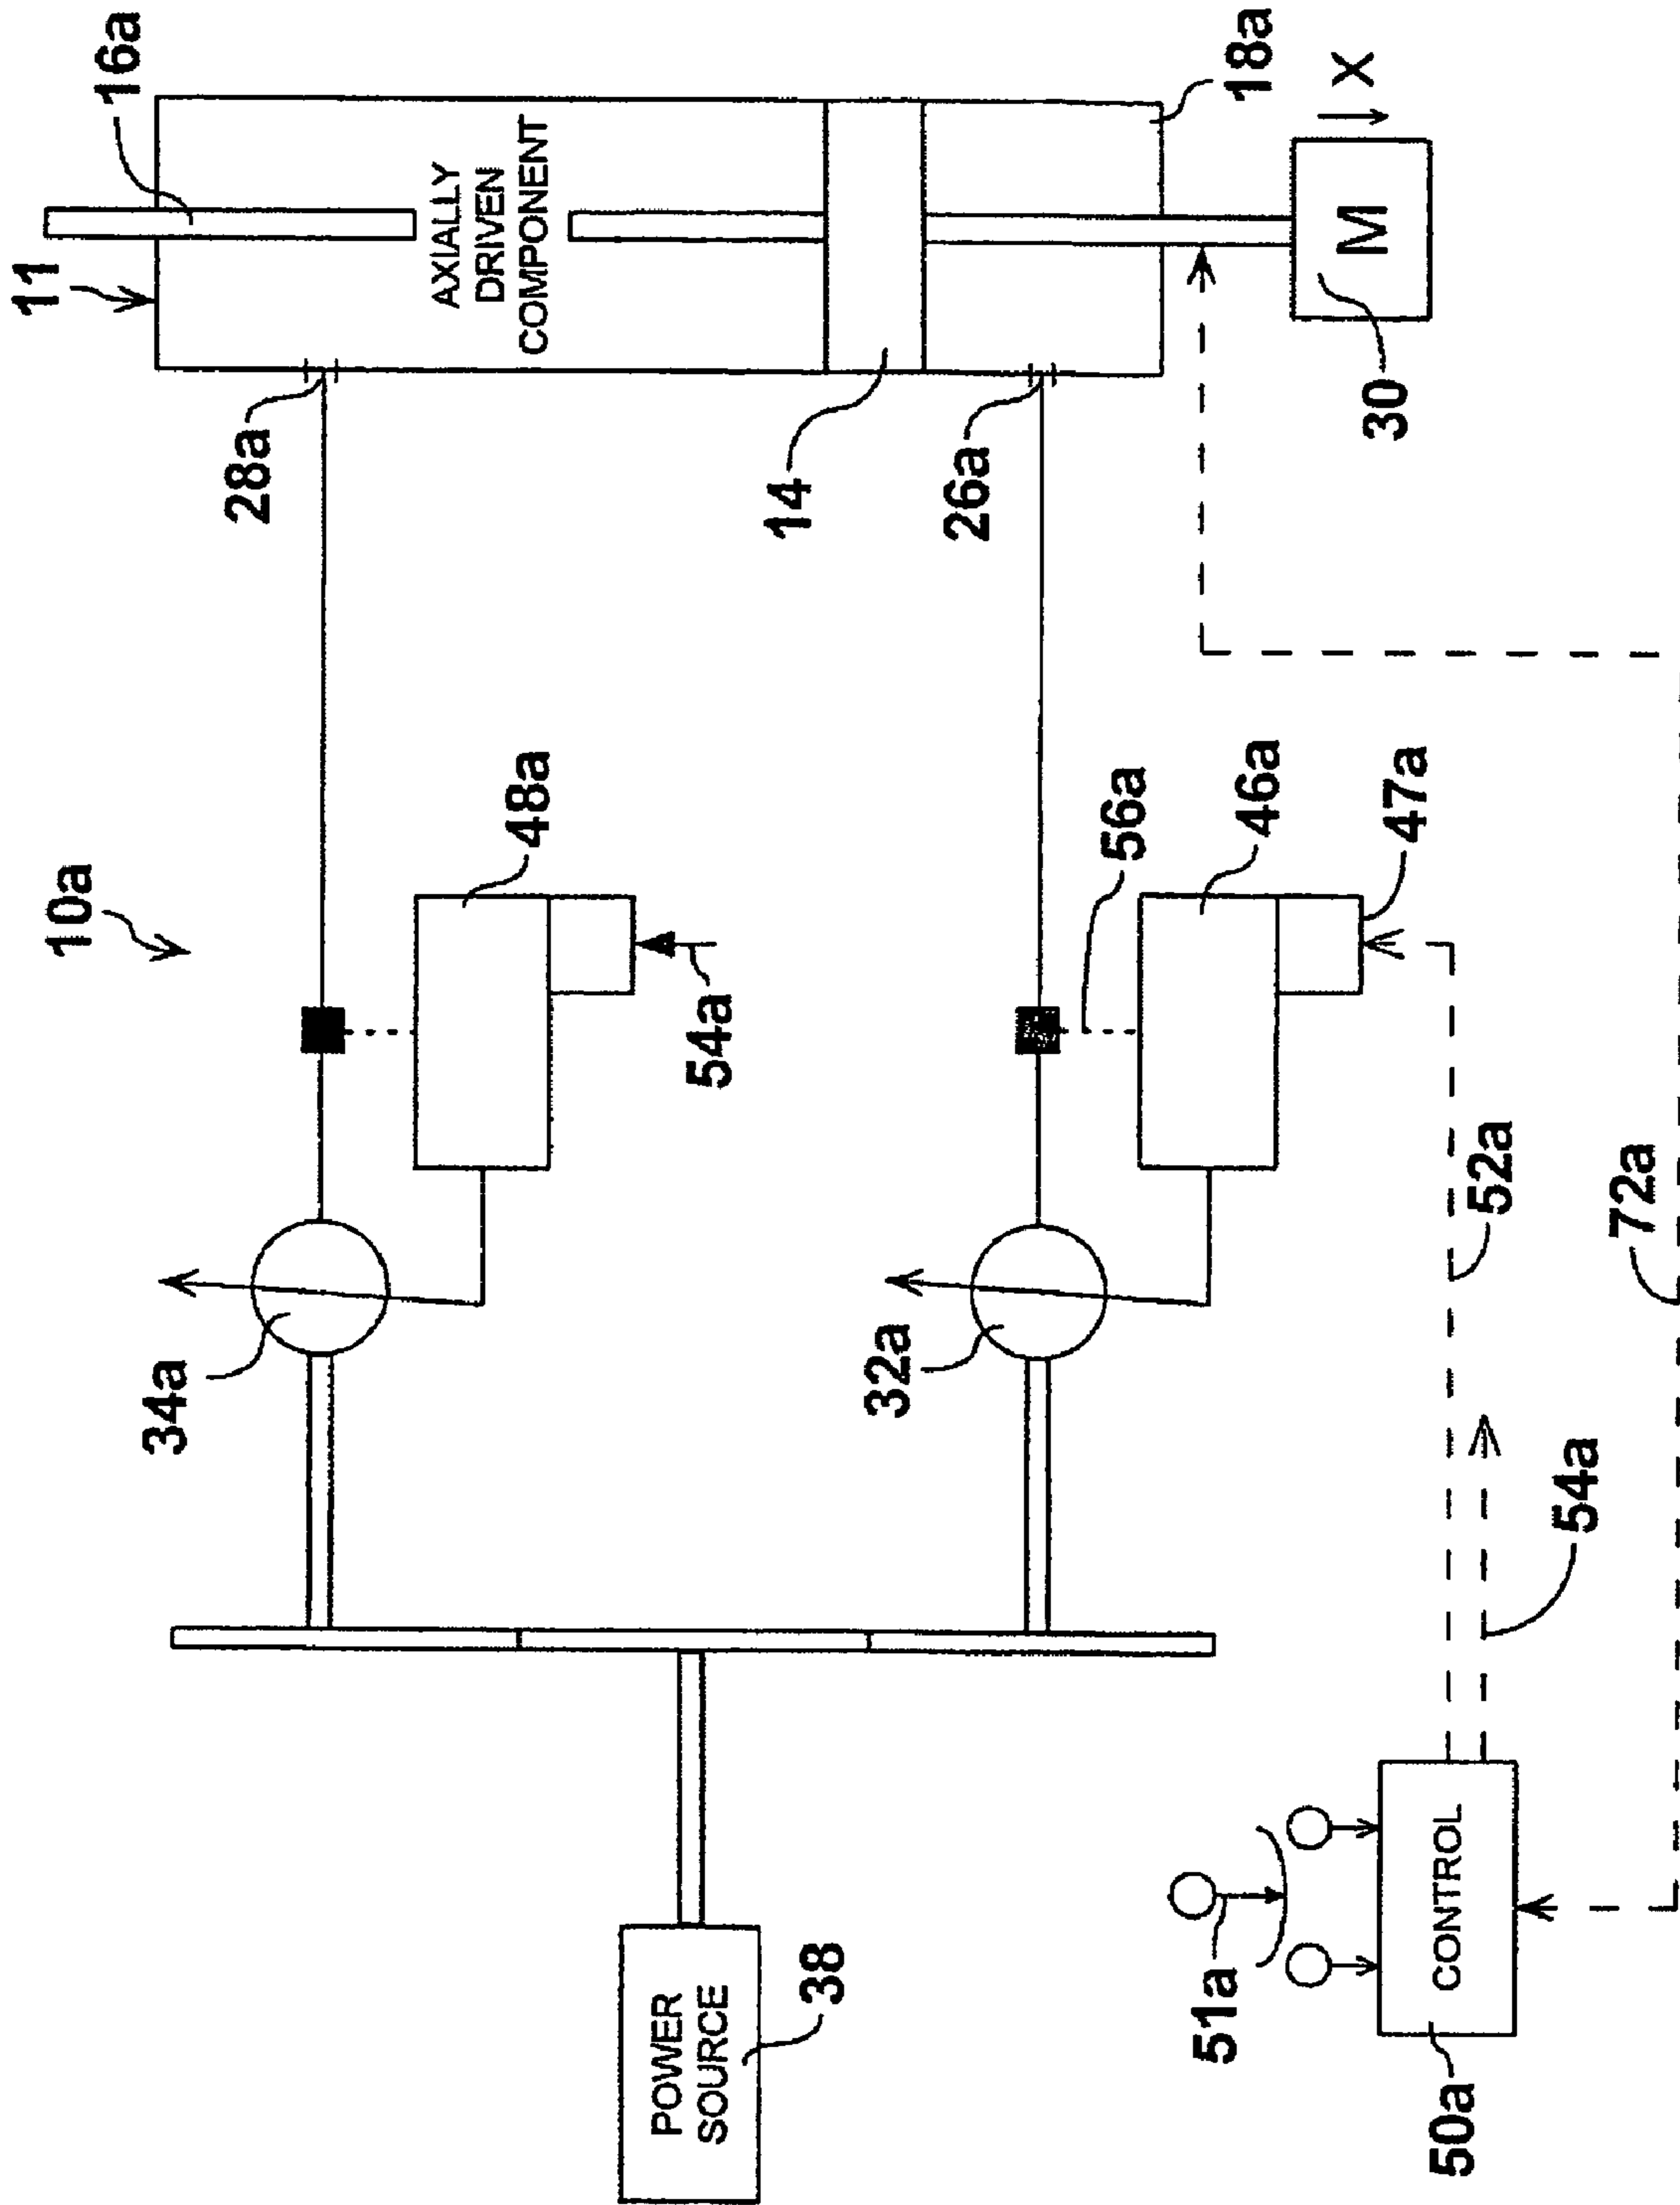 11
16a
AXIALLY
DRIVEN
COMPONENT
28a
14
26a
18a
X
M
30
10a
48a
54a
56a
46a
47a
34a
32a
52a
72a
54a
POWER
SOURCE
38
51a
CONTROL
50a